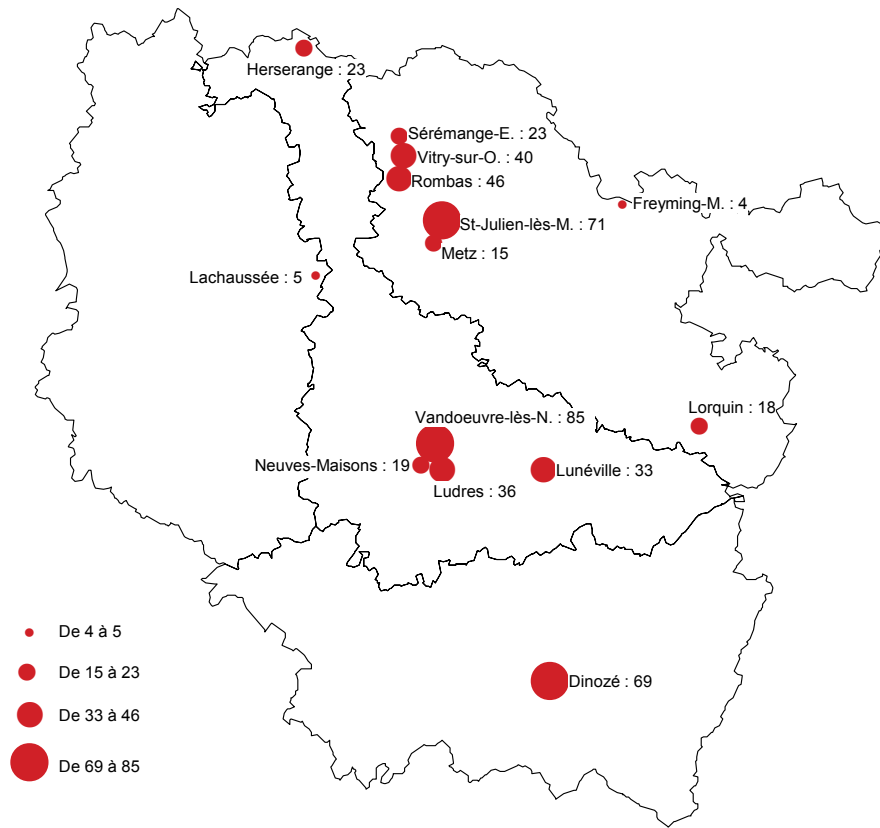 Herserange : 23
Sérémange-E. : 23
Vitry-sur-O. : 40
Rombas : 46
Freyming-M. : 4
St-Julien-lès-M. : 71
Metz : 15
Lachaussée : 5
Lorquin : 18
Vandoeuvre-lès-N. : 85
Neuves-Maisons : 19
Lunéville : 33
Ludres : 36
Dinozé : 69
De 4 à 5
De 15 à 23
De 33 à 46
De 69 à 85